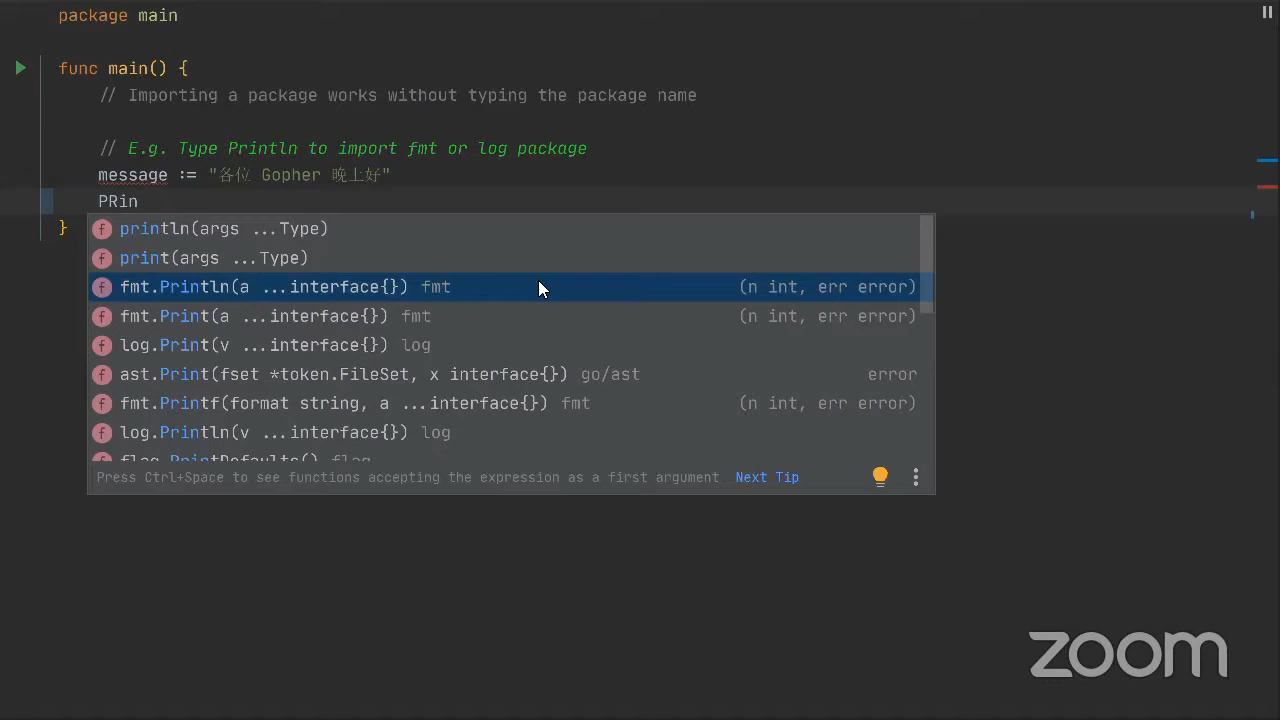 package main
func main() {
// Importing a package works without typing the package name
// E.g. Type Println to import fmt or log package
message := "各位 Gopher 晚上好"
PRin
}
println(args ...Type)
print(args ...Type)
fmt.Println(a ...interface{}) fmt (n int, err error)
fmt.Print(a ...interface{}) fmt (n int, err error)
log.Print(v ...interface{}) log
ast.Print(fset *token.FileSet, x interface{}) go/ast error
fmt.Printf(format string, a ...interface{}) fmt (n int, err error)
log.Println(v ...interface{}) log
flag.PrintDefaults() flag
Press Ctrl+Space to see functions accepting the expression as a first argument Next Tip
zoom